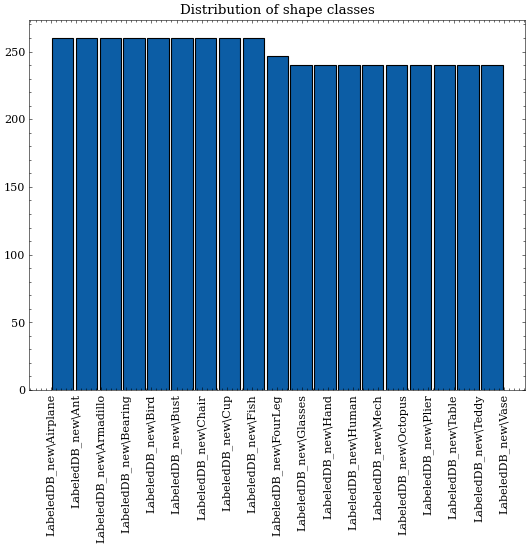 Distribution of shape classes
250
200
150
100
50
0
LabeledDB_new\Airplane
LabeledDB_new\Ant
LabeledDB_new\Armadillo
LabeledDB_new\Bearing
LabeledDB_new\Bird
LabeledDB_new\Bust
LabeledDB_new\Chair
LabeledDB_new\Cup
LabeledDB_new\Fish
LabeledDB_new\FourLeg
LabeledDB_new\Glasses
LabeledDB_new\Hand
LabeledDB_new\Human
LabeledDB_new\Mech
LabeledDB_new\Octopus
LabeledDB_new\Plier
LabeledDB_new\Table
LabeledDB_new\Teddy
LabeledDB_new\Vase